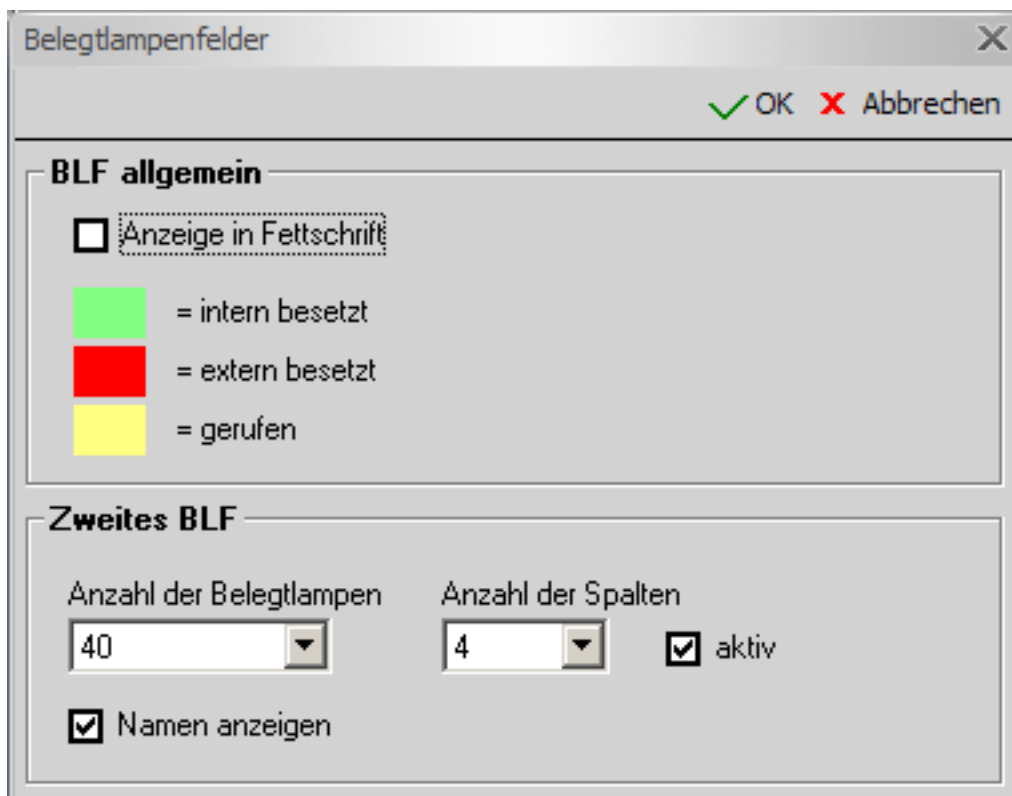 Belegtlampenfelder
OK Abbrechen
BLF allgemein
Anzeige in Fettschrift
= intern besetzt
= extern besetzt
= gerufen
Zweites BLF
Anzahl der Belegtlampen Anzahl der Spalten
40 4 aktiv
Namen anzeigen